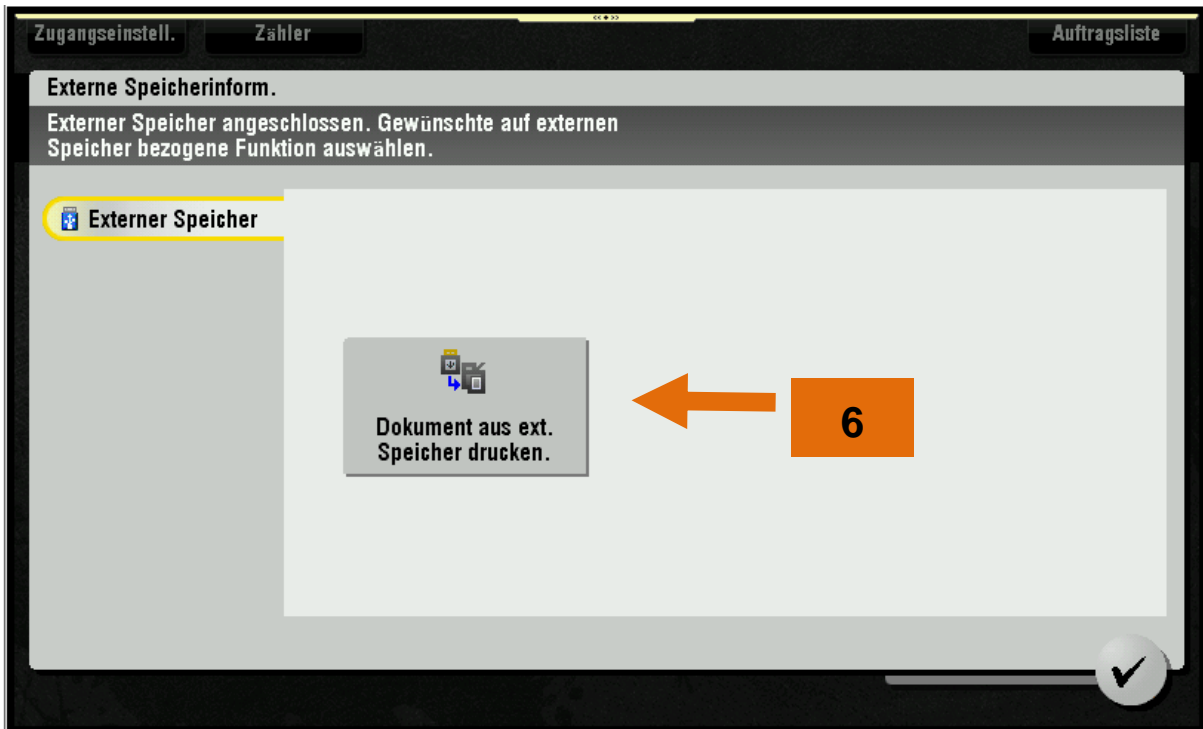 Zugangseinstell. Zähler Auftragsliste
Externe Speicherinform.
Externer Speicher angeschlossen. Gewünschte auf externen
Speicher bezogene Funktion auswählen.
Externer Speicher
Dokument aus ext.
Speicher drucken.
6